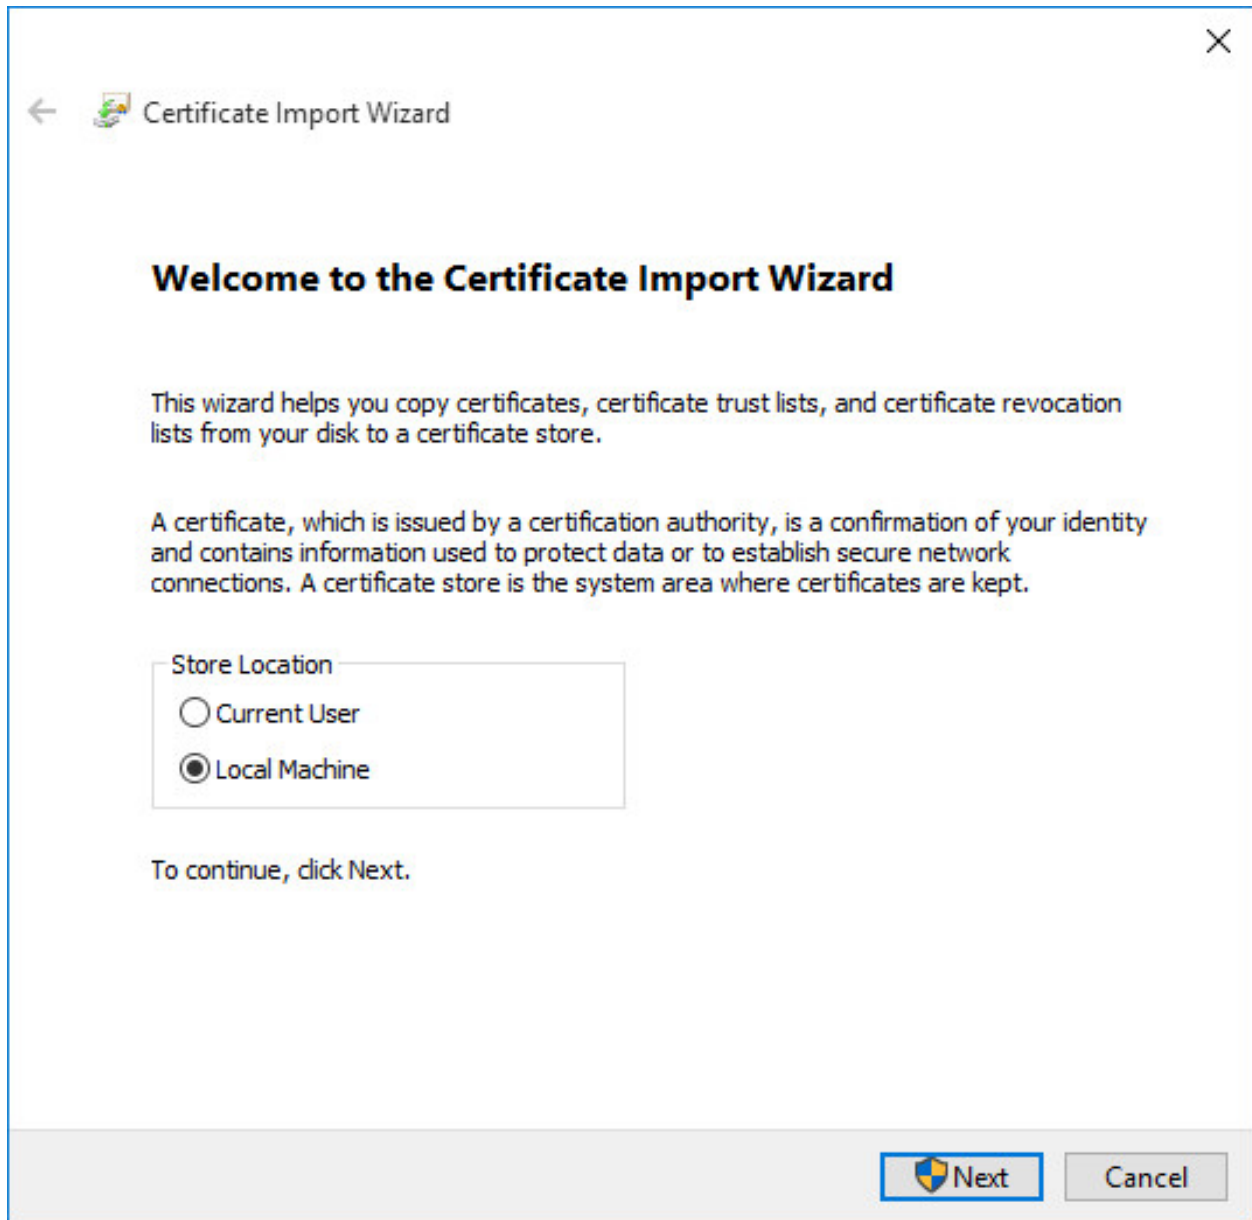 Certificate Import Wizard
Welcome to the Certificate Import Wizard
This wizard helps you copy certificates, certificate trust lists, and certificate revocation
lists from your disk to a certificate store.
A certificate, which is issued by a certification authority, is a confirmation of your identity
and contains information used to protect data or to establish secure network
connections. A certificate store is the system area where certificates are kept.
Store Location
Current User
Local Machine
To continue, click Next.
Next Cancel